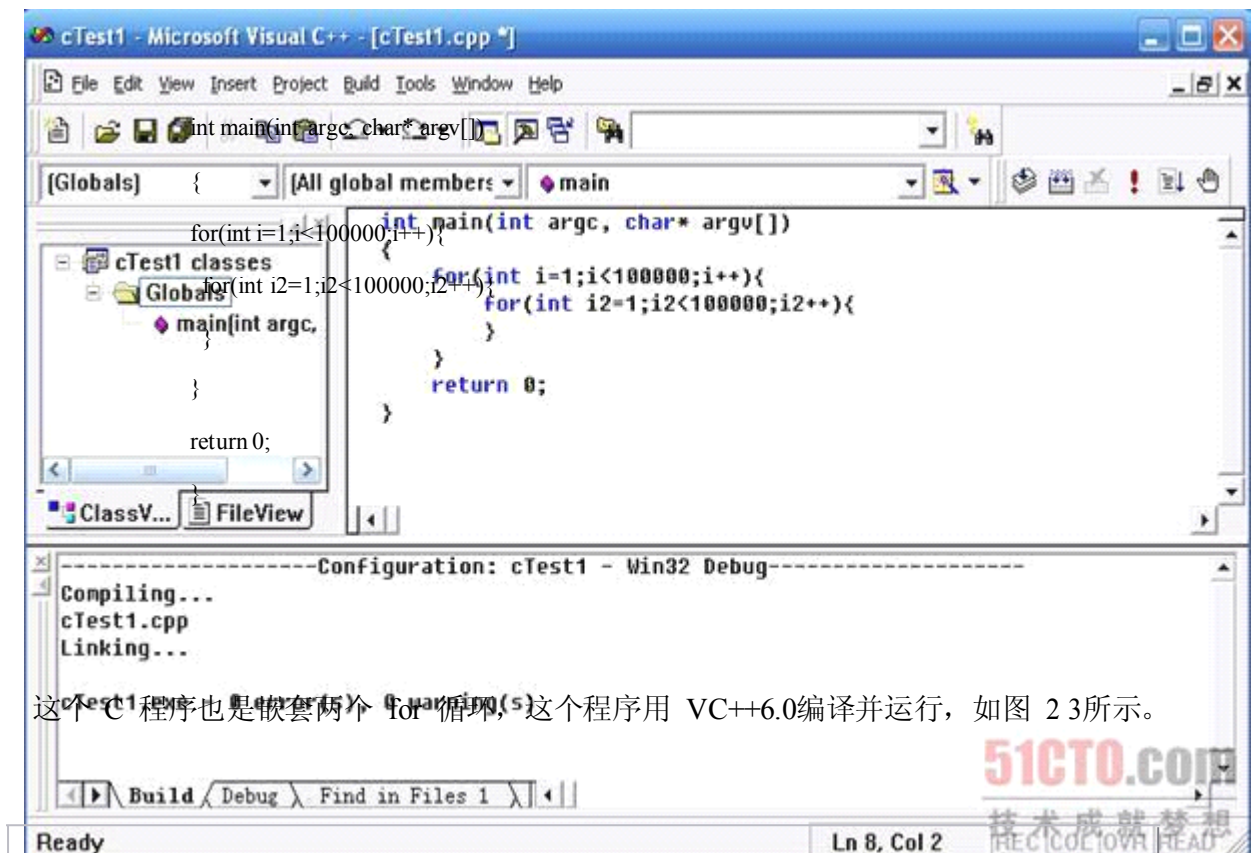 cTest1 - Microsoft Visual C++ - [cTest1.cpp *]
File Edit View Insert Project Build Tools Window Help
int main(int argc, char* argv[])
{
for(int i=1;i<100000;i++){
for(int i2=1;i2<100000;i2++){
}
}
return 0;
}
(Globals) (All global members main
cTest1 classes
Globals
main(int argc,
ClassV... FileView
int main(int argc, char* argv[])
{
for(int i=1;i<100000;i++){
for(int i2=1;i2<100000;i2++){
}
}
return 0;
}
--------------------Configuration: cTest1 - Win32 Debug--------------------
Compiling...
cTest1.cpp
Linking...
cTest1.exe - 0 error(s), 0 warning(s)
这个 C 程序也是嵌套两个 for 循环，这个程序用 VC++6.0编译并运行，如图 2 3所示。
Build Debug Find in Files 1
51CTO.com
技术成就梦想
Ready Ln 8, Col 2 REC COL OVR READ